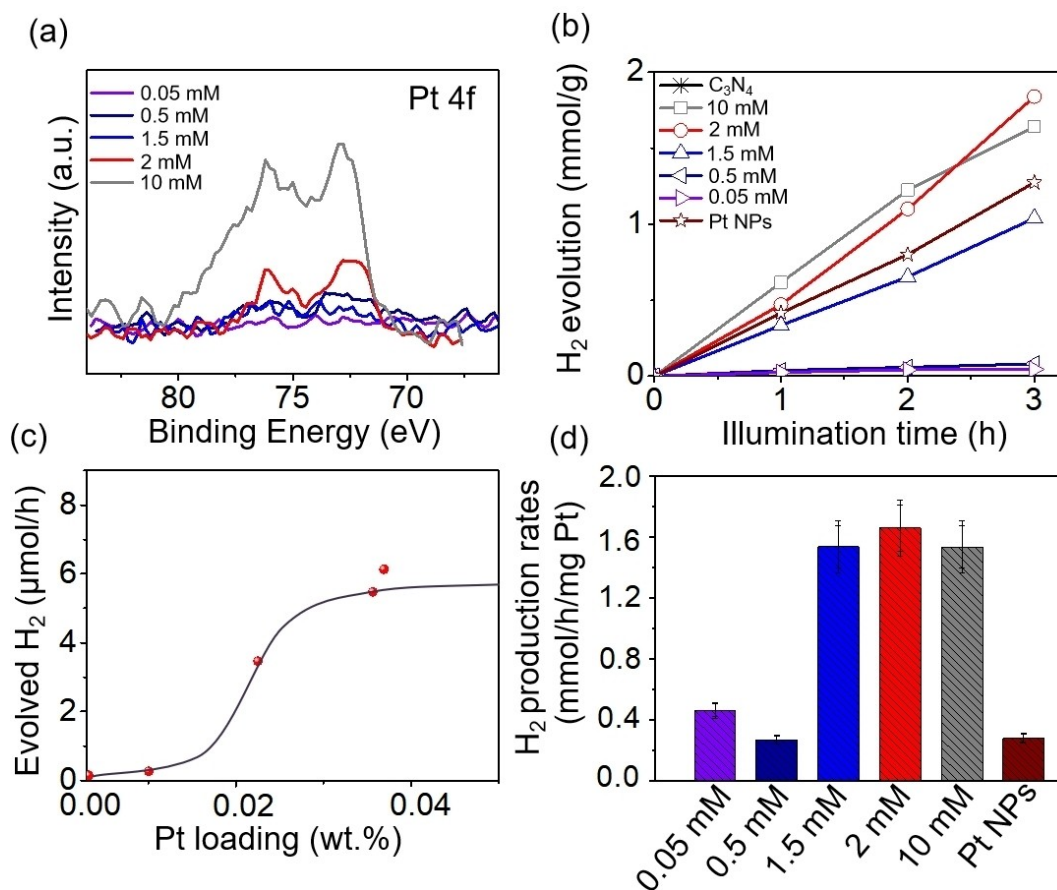 (a)
0.05 mM
0.5 mM
1.5 mM
2 mM
10 mM
Pt 4f
Intensity (a.u.)
80 75 70
Binding Energy (eV)
(b)
C₃N₄
10 mM
2 mM
1.5 mM
0.5 mM
0.05 mM
Pt NPs
H₂ evolution (mmol/g)
2
1
0
0 1 2 3
Illumination time (h)
(c)
Evolved H₂ (μmol/h)
8
6
4
2
0
0.00 0.02 0.04
Pt loading (wt.%)
(d)
H₂ production rates
(mmol/h/mg Pt)
2.0
1.6
1.2
0.8
0.4
0.0
0.05 mM
0.5 mM
1.5 mM
2 mM
10 mM
Pt NPs